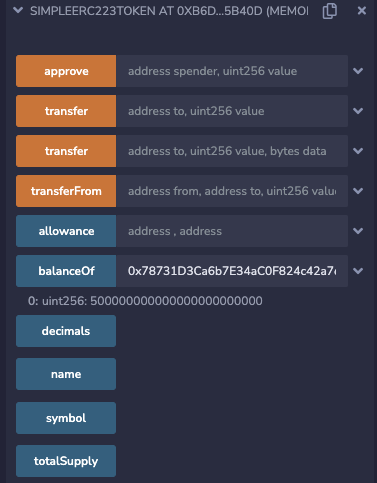 SIMPLEERC223TOKEN AT 0XB6D...5B40D (MEMOI
approve address spender, uint256 value
transfer address to, uint256 value
transfer address to, uint256 value, bytes data
transferFrom address from, address to, uint256 value
allowance address , address
balanceOf 0x78731D3Ca6b7E34aC0F824c42a7
0: uint256: 500000000000000000000000
decimals
name
symbol
totalSupply